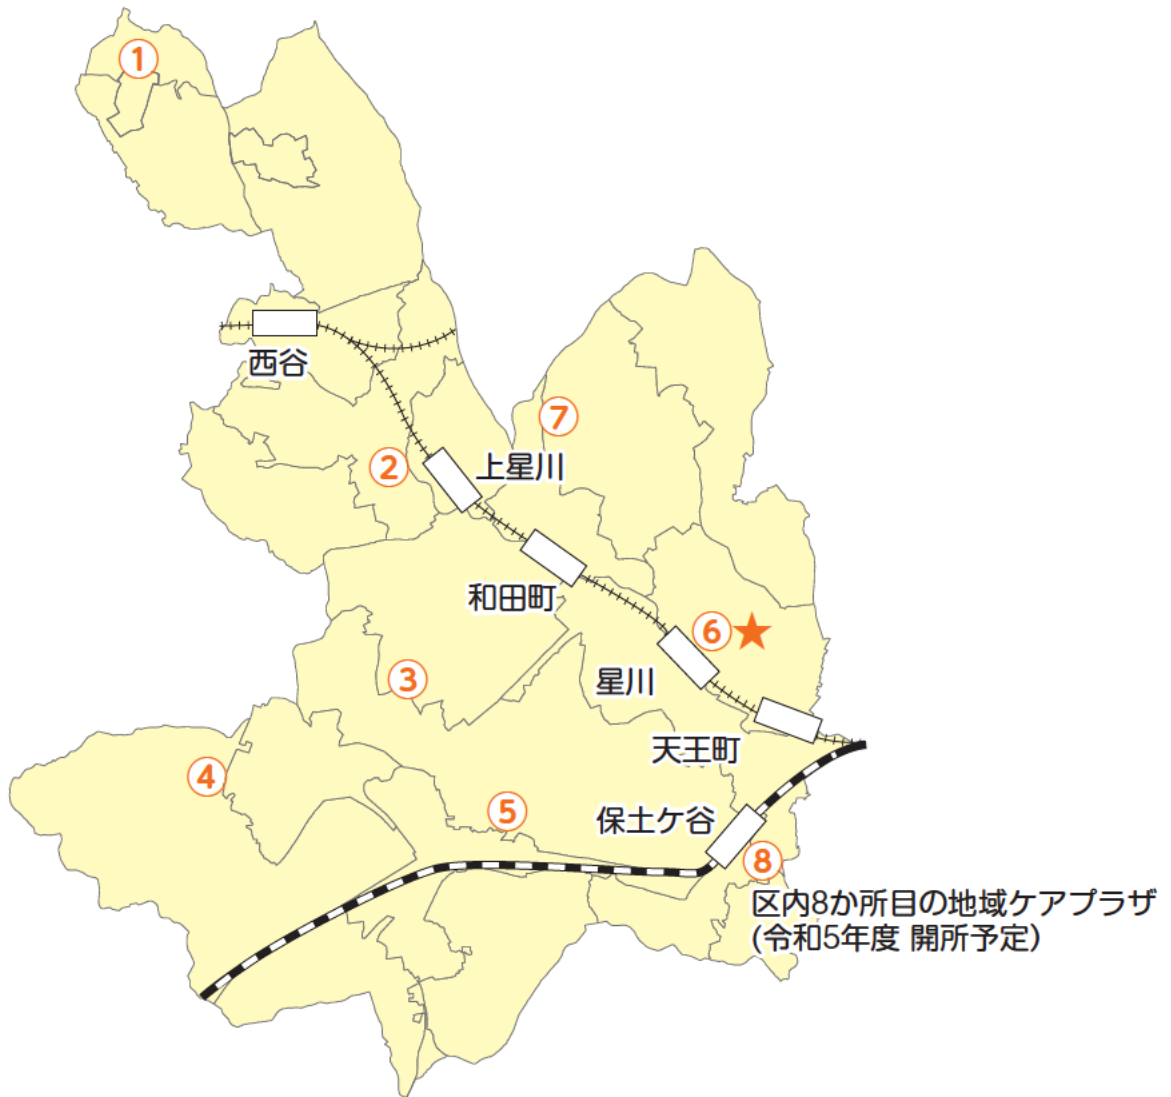 ①
西谷
⑦
②
上星川
和田町
⑥★
③
星川
天王町
④
⑤
保土ケ谷
⑧
区内8か所目の地域ケアプラザ
(令和5年度 開所予定)